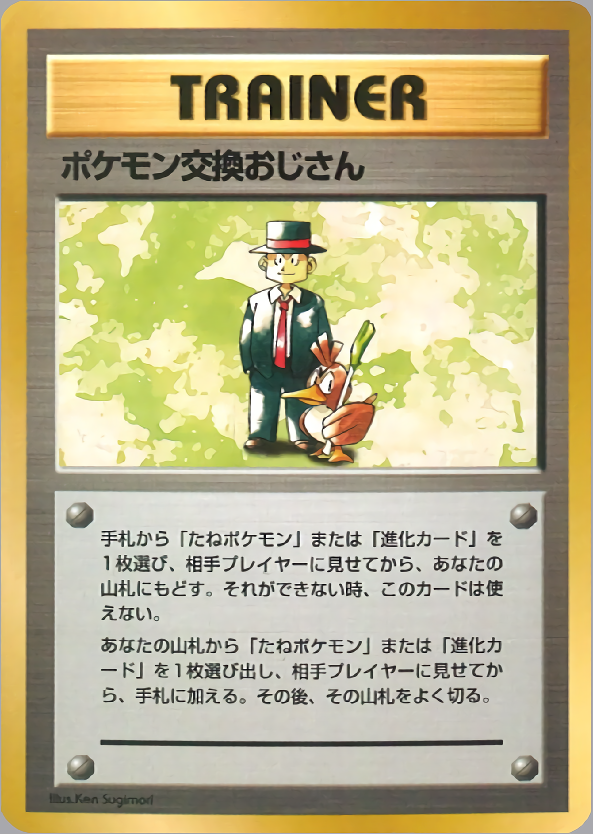 TRAINER
ポケモン交換おじさん
手札から「たねポケモン」または「進化カード」を
1枚選び、相手プレイヤーに見せてから、あなたの
山札にもどす。それができない時、このカードは使
えない。
あなたの山札から「たねポケモン」または「進化カ
ード」を1枚選び出し、相手プレイヤーに見せてか
ら、手札に加える。その後、その山札をよく切る。
Illus. Ken Sugimori